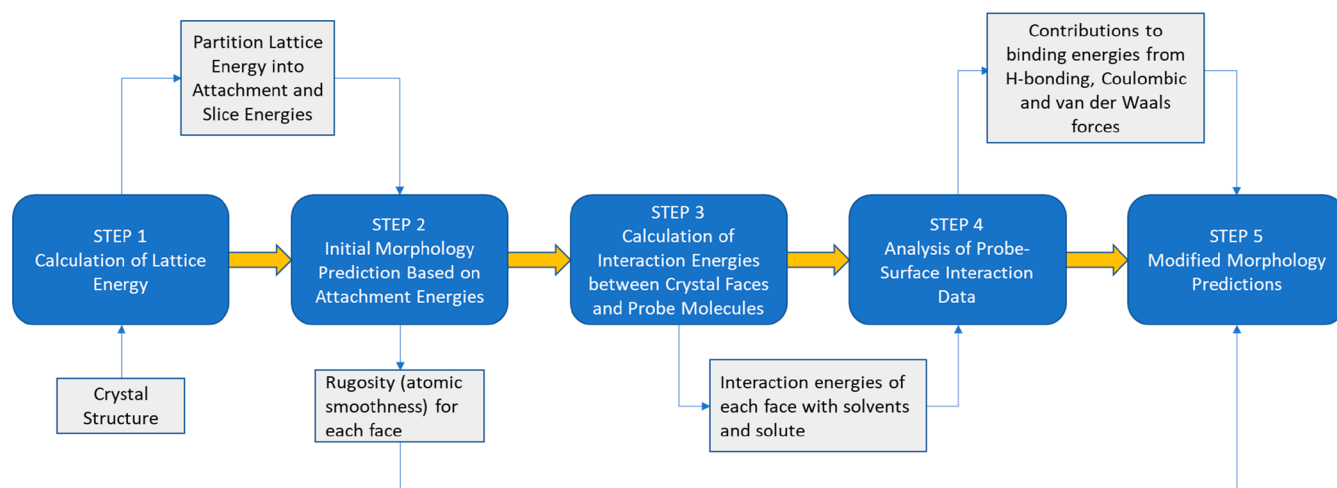 Partition Lattice
Energy into
Attachment and
Slice Energies
Contributions to
binding energies from
H-bonding, Coulombic
and van der Waals
forces
STEP 1
Calculation of Lattice
Energy
STEP 2
Initial Morphology
Prediction Based on
Attachment Energies
STEP 3
Calculation of
Interaction Energies
between Crystal Faces
and Probe Molecules
STEP 4
Analysis of Probe-
Surface Interaction
Data
STEP 5
Modified Morphology
Predictions
Crystal
Structure
Rugosity (atomic
smoothness) for
each face
Interaction energies of
each face with solvents
and solute